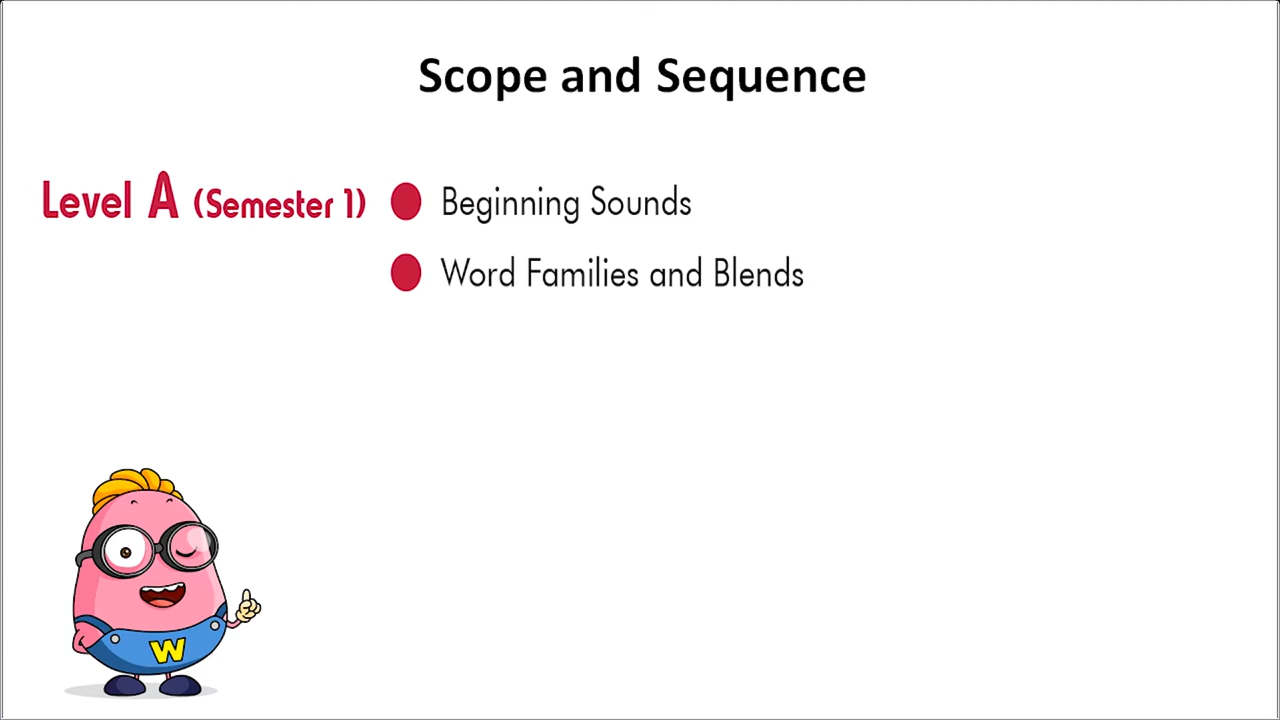 Scope and Sequence
Level A (Semester 1) Beginning Sounds
Word Families and Blends
W